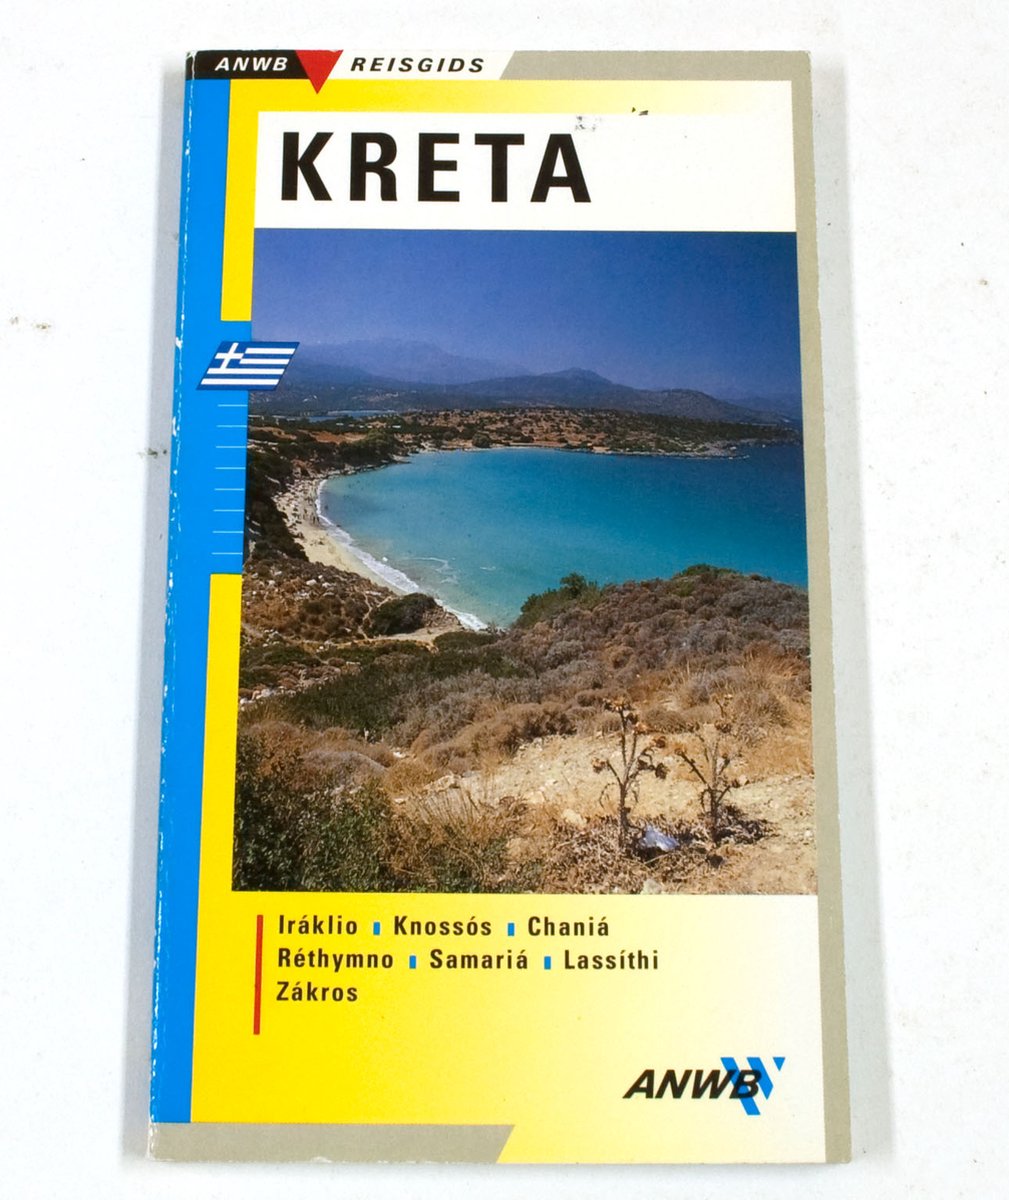 ANWB REISGIDS
KRETA
Iráklio Knossós Chaniá
Réthymno Samariá Lassíthi
Zákros
ANWB